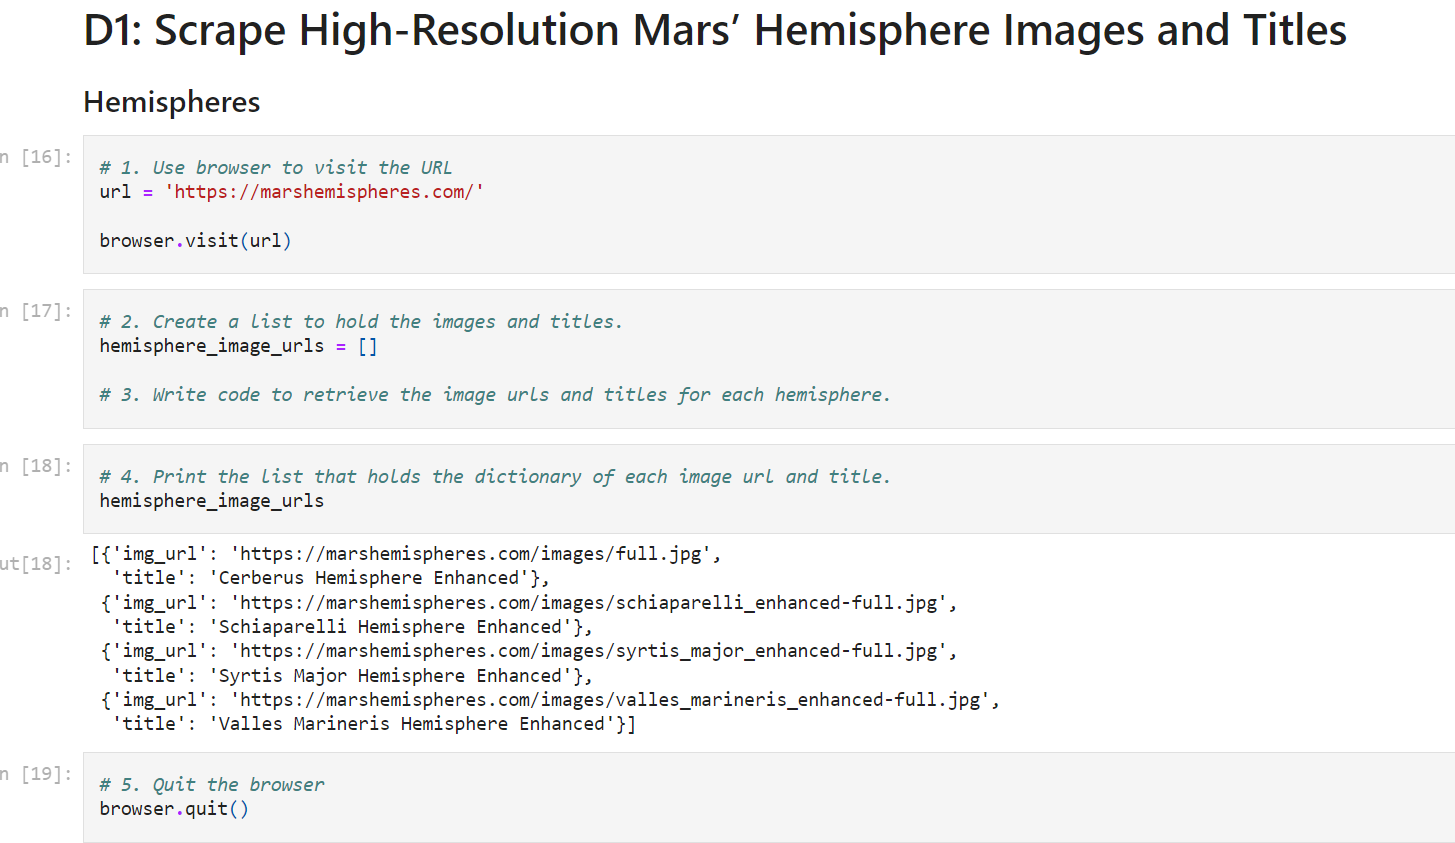 D1: Scrape High-Resolution Mars’ Hemisphere Images and Titles
Hemispheres
n [16]:
# 1. Use browser to visit the URL
url = 'https://marshemispheres.com/'
browser.visit(url)
n [17]:
# 2. Create a list to hold the images and titles.
hemisphere_image_urls = []
# 3. Write code to retrieve the image urls and titles for each hemisphere.
n [18]:
# 4. Print the list that holds the dictionary of each image url and title.
hemisphere_image_urls
ut[18]:
[{'img_url': 'https://marshemispheres.com/images/full.jpg',
'title': 'Cerberus Hemisphere Enhanced'},
{'img_url': 'https://marshemispheres.com/images/schiaparelli_enhanced-full.jpg',
'title': 'Schiaparelli Hemisphere Enhanced'},
{'img_url': 'https://marshemispheres.com/images/syrtis_major_enhanced-full.jpg',
'title': 'Syrtis Major Hemisphere Enhanced'},
{'img_url': 'https://marshemispheres.com/images/valles_marineris_enhanced-full.jpg',
'title': 'Valles Marineris Hemisphere Enhanced'}]
n [19]:
# 5. Quit the browser
browser.quit()